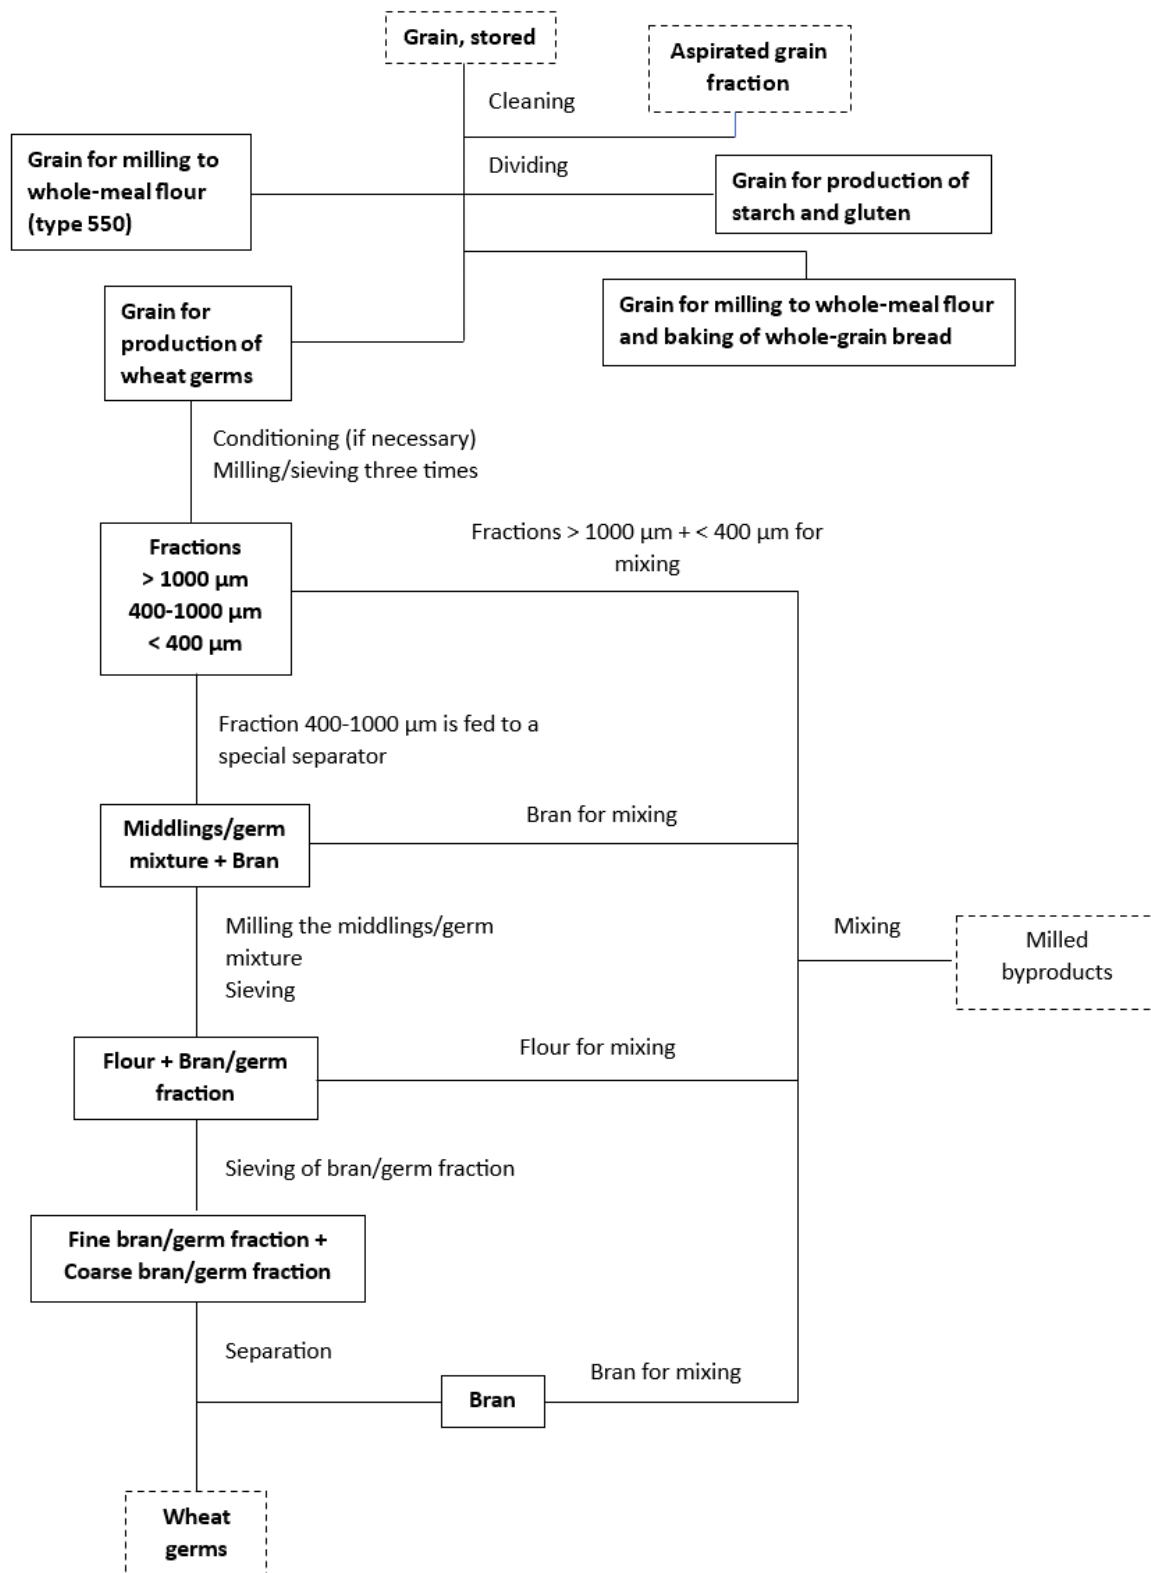 Grain, stored
Aspirated grain
fraction
Cleaning
Dividing
Grain for milling to
whole-meal flour
(type 550)
Grain for production of
starch and gluten
Grain for milling to whole-meal flour
and baking of whole-grain bread
Grain for
production of
wheat germs
Conditioning (if necessary)
Milling/sieving three times
Fractions
> 1000 µm
400-1000 µm
< 400 µm
Fractions > 1000 µm + < 400 µm for
mixing
Fraction 400-1000 µm is fed to a
special separator
Middlings/germ
mixture + Bran
Bran for mixing
Milling the middlings/germ
mixture
Sieving
Mixing
Milled
byproducts
Flour + Bran/germ
fraction
Flour for mixing
Sieving of bran/germ fraction
Fine bran/germ fraction +
Coarse bran/germ fraction
Separation
Bran
Bran for mixing
Wheat
germs